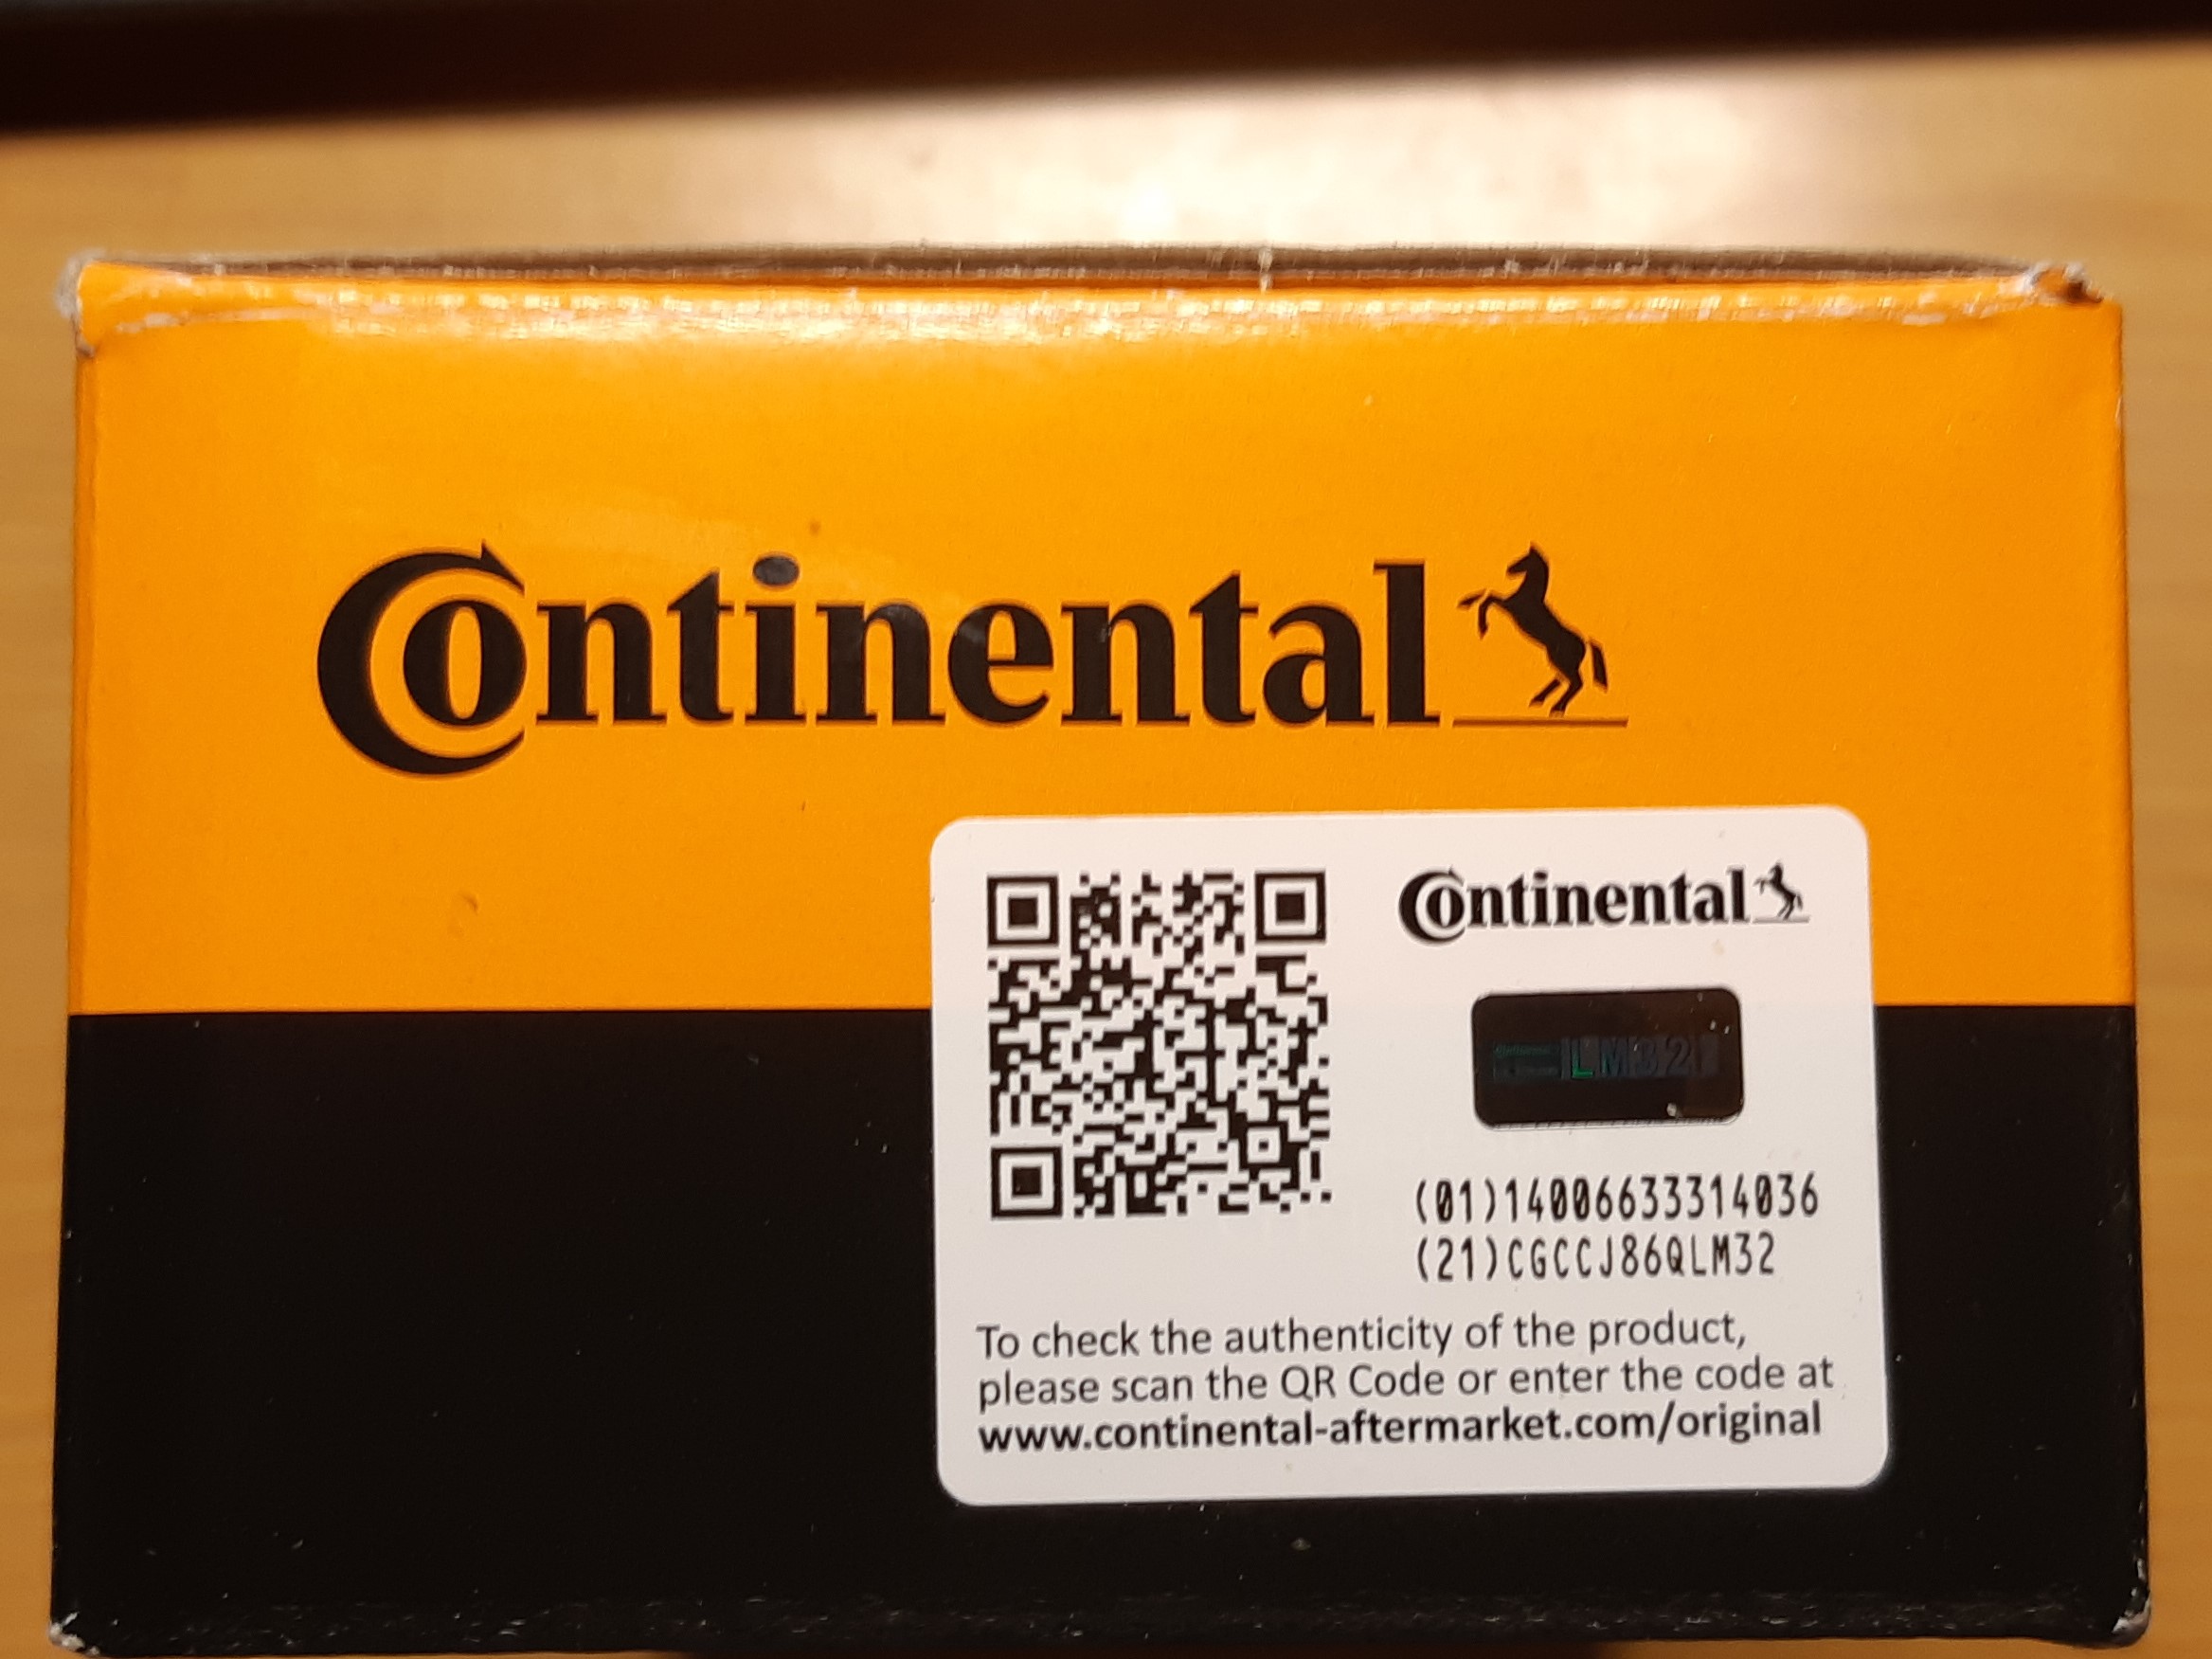 Continental
Continental
LM32
(01)14006633314036
(21)CGCCJ86QLM32
To check the authenticity of the product,
please scan the QR Code or enter the code at
www.continental-aftermarket.com/original